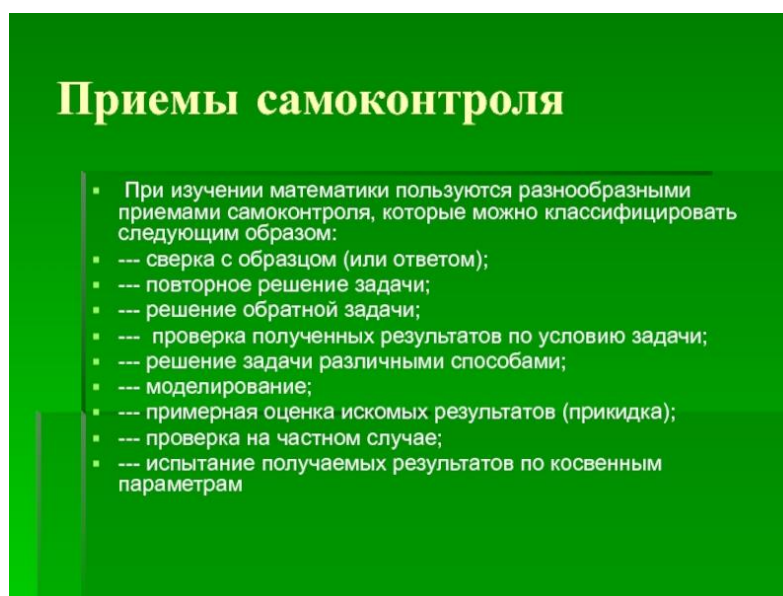 Приемы самоконтроля
При изучении математики пользуются разнообразными
приемами самоконтроля, которые можно классифицировать
следующим образом:
--- сверка с образцом (или ответом);
--- повторное решение задачи;
--- решение обратной задачи;
--- проверка полученных результатов по условию задачи;
--- решение задачи различными способами;
--- моделирование;
--- примерная оценка искомых результатов (прикидка);
--- проверка на частном случае;
--- испытание получаемых результатов по косвенным
параметрам